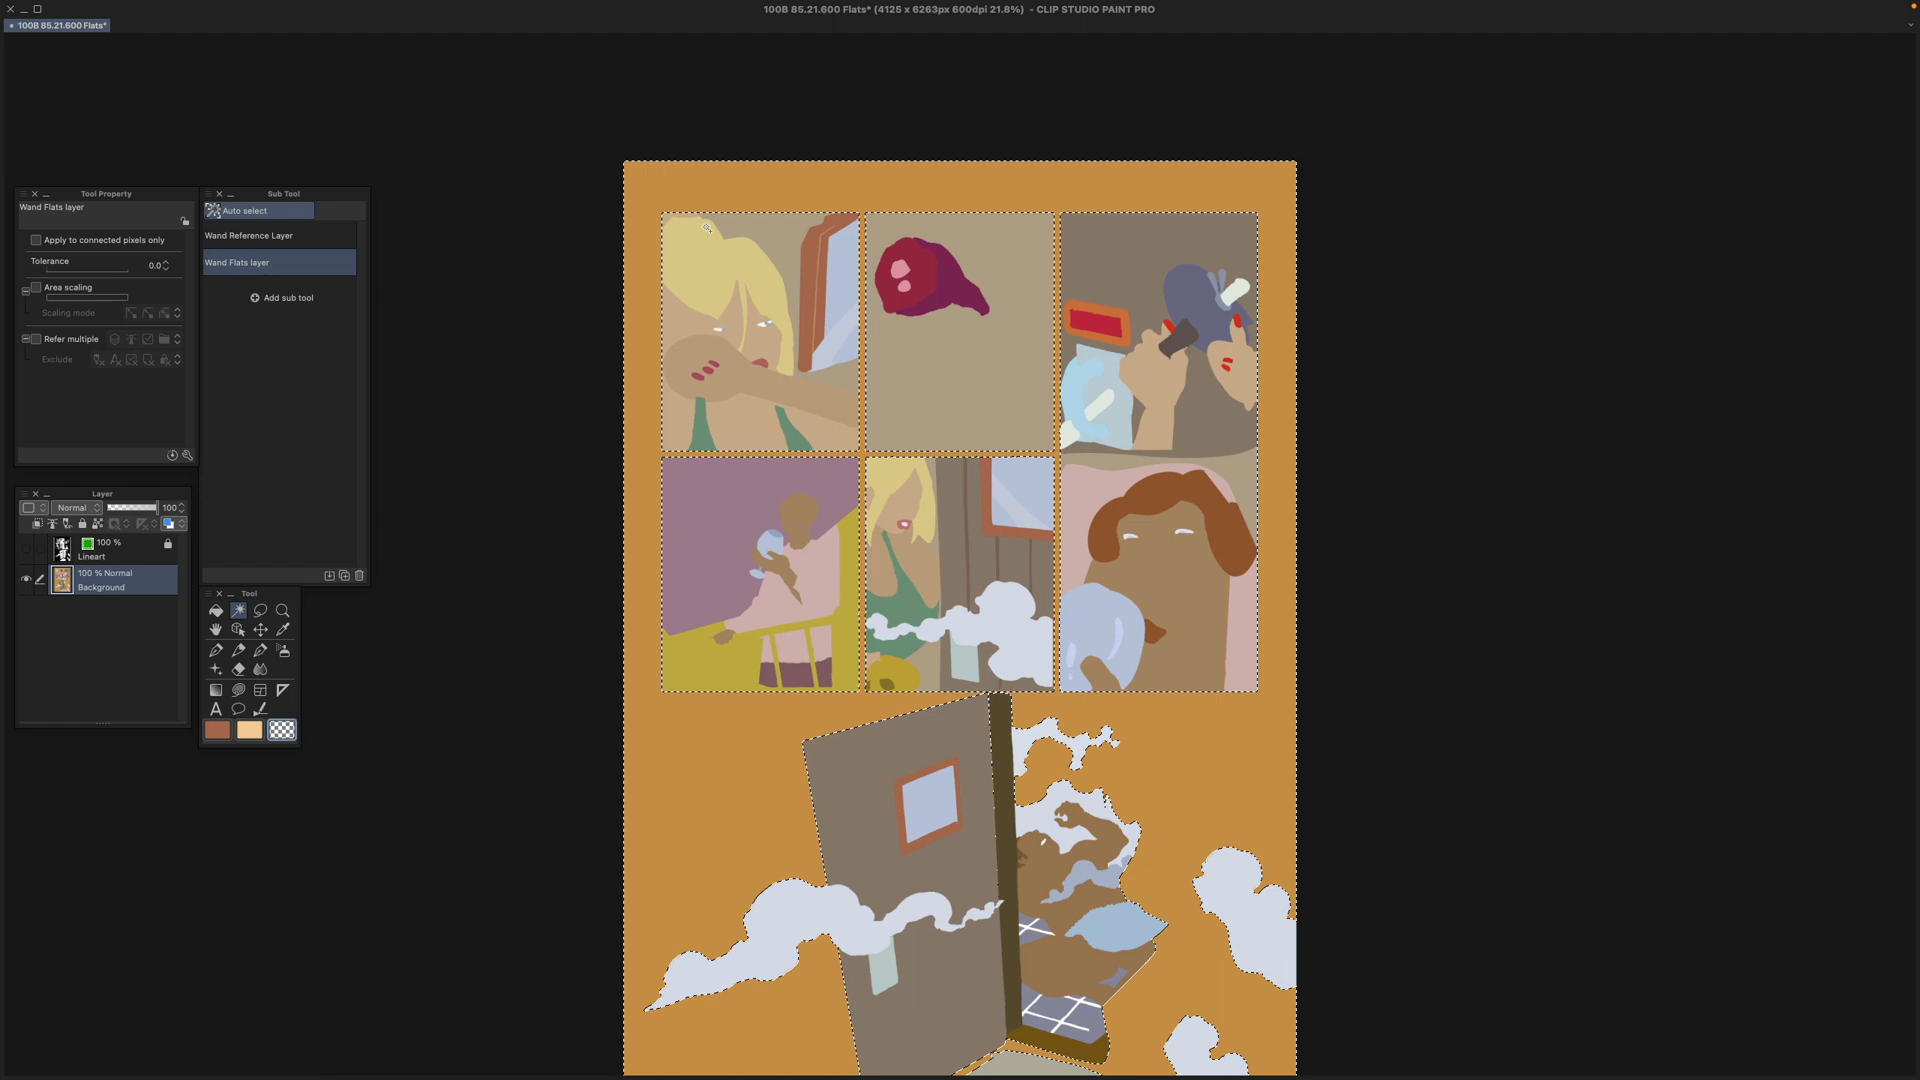 100B 85.21.600 Flats* (4125 x 6263px 600dpi 21.8%) - CLIP STUDIO PAINT PRO
100B 85.21.600 Flats*
Tool Property
Wand Flats layer
Apply to connected pixels only
Tolerance 0.0
Area scaling
Scaling mode
Refer multiple
Exclude
Sub Tool
Auto select
Wand Reference Layer
Wand Flats layer
Add sub tool
Layer
Normal 100
100 %
Lineart
100 % Normal
Background
Tool
A